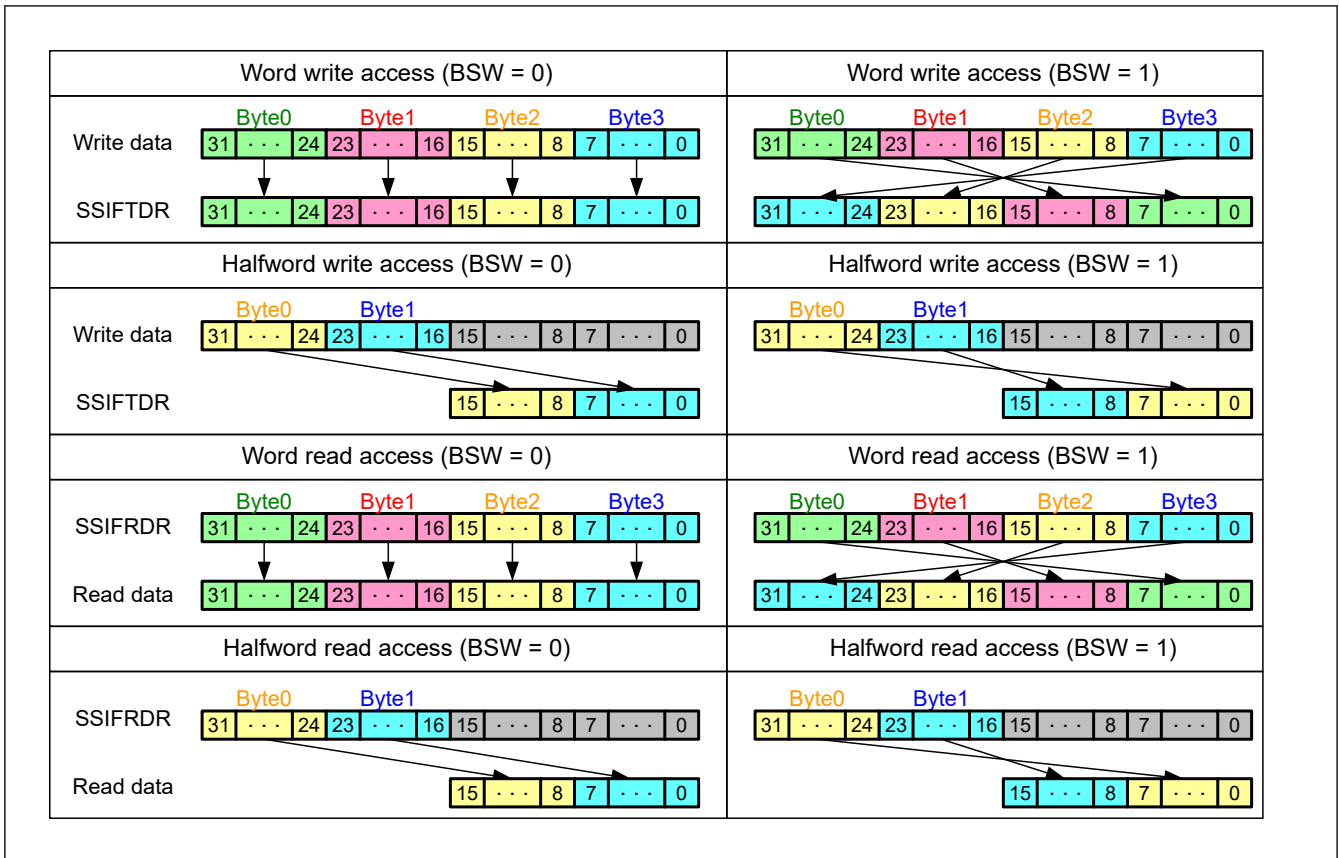 Word write access (BSW = 0) Word write access (BSW = 1)
Byte0 Byte1 Byte2 Byte3 Byte0 Byte1 Byte2 Byte3
Write data 31 · · · 24 23 · · · 16 15 · · · 8 7 · · · 0 31 · · · 24 23 · · · 16 15 · · · 8 7 · · · 0
SSIFTDR 31 · · · 24 23 · · · 16 15 · · · 8 7 · · · 0 31 · · · 24 23 · · · 16 15 · · · 8 7 · · · 0
Halfword write access (BSW = 0) Halfword write access (BSW = 1)
Byte0 Byte1 Byte0 Byte1
Write data 31 · · · 24 23 · · · 16 15 · · · 8 7 · · · 0 31 · · · 24 23 · · · 16 15 · · · 8 7 · · · 0
SSIFTDR 15 · · · 8 7 · · · 0 15 · · · 8 7 · · · 0
Word read access (BSW = 0) Word read access (BSW = 1)
Byte0 Byte1 Byte2 Byte3 Byte0 Byte1 Byte2 Byte3
SSIFRDR 31 · · · 24 23 · · · 16 15 · · · 8 7 · · · 0 31 · · · 24 23 · · · 16 15 · · · 8 7 · · · 0
Read data 31 · · · 24 23 · · · 16 15 · · · 8 7 · · · 0 31 · · · 24 23 · · · 16 15 · · · 8 7 · · · 0
Halfword read access (BSW = 0) Halfword read access (BSW = 1)
Byte0 Byte1 Byte0 Byte1
SSIFRDR 31 · · · 24 23 · · · 16 15 · · · 8 7 · · · 0 31 · · · 24 23 · · · 16 15 · · · 8 7 · · · 0
Read data 15 · · · 8 7 · · · 0 15 · · · 8 7 · · · 0